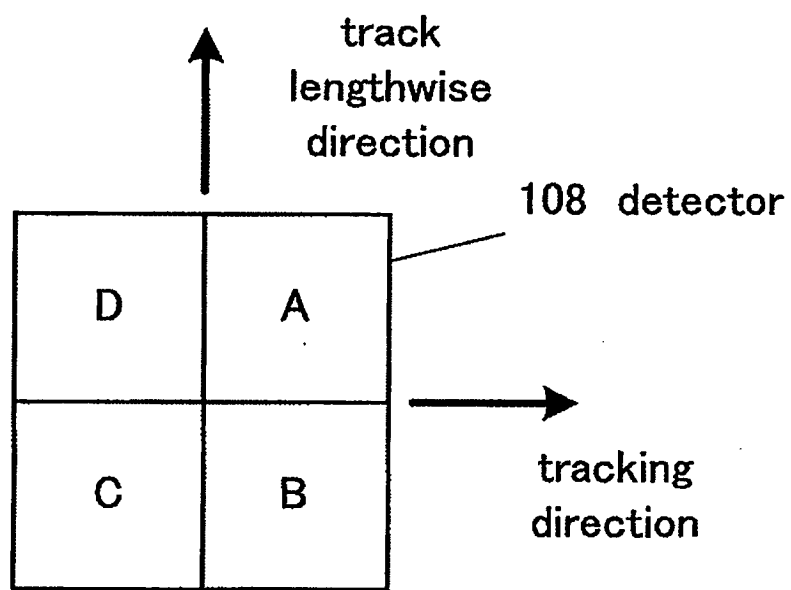 track
lengthwise
direction
108 detector
D A
C B
tracking
direction